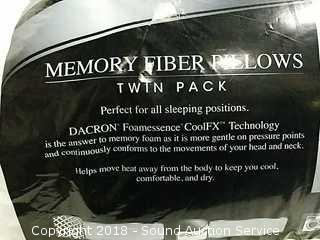 MEMORY FIBER PILLOWS
TWIN PACK
Perfect for all sleeping positions.
DACRON® Foamessence® CoolFX™ Technology
is the answer to memory foam as it is more gentle on pressure points
and continuously conforms to the movements of your head and neck.
Helps move heat away from the body to keep you cool,
comfortable, and dry.
Copyright 2018 - Sound Auction Service